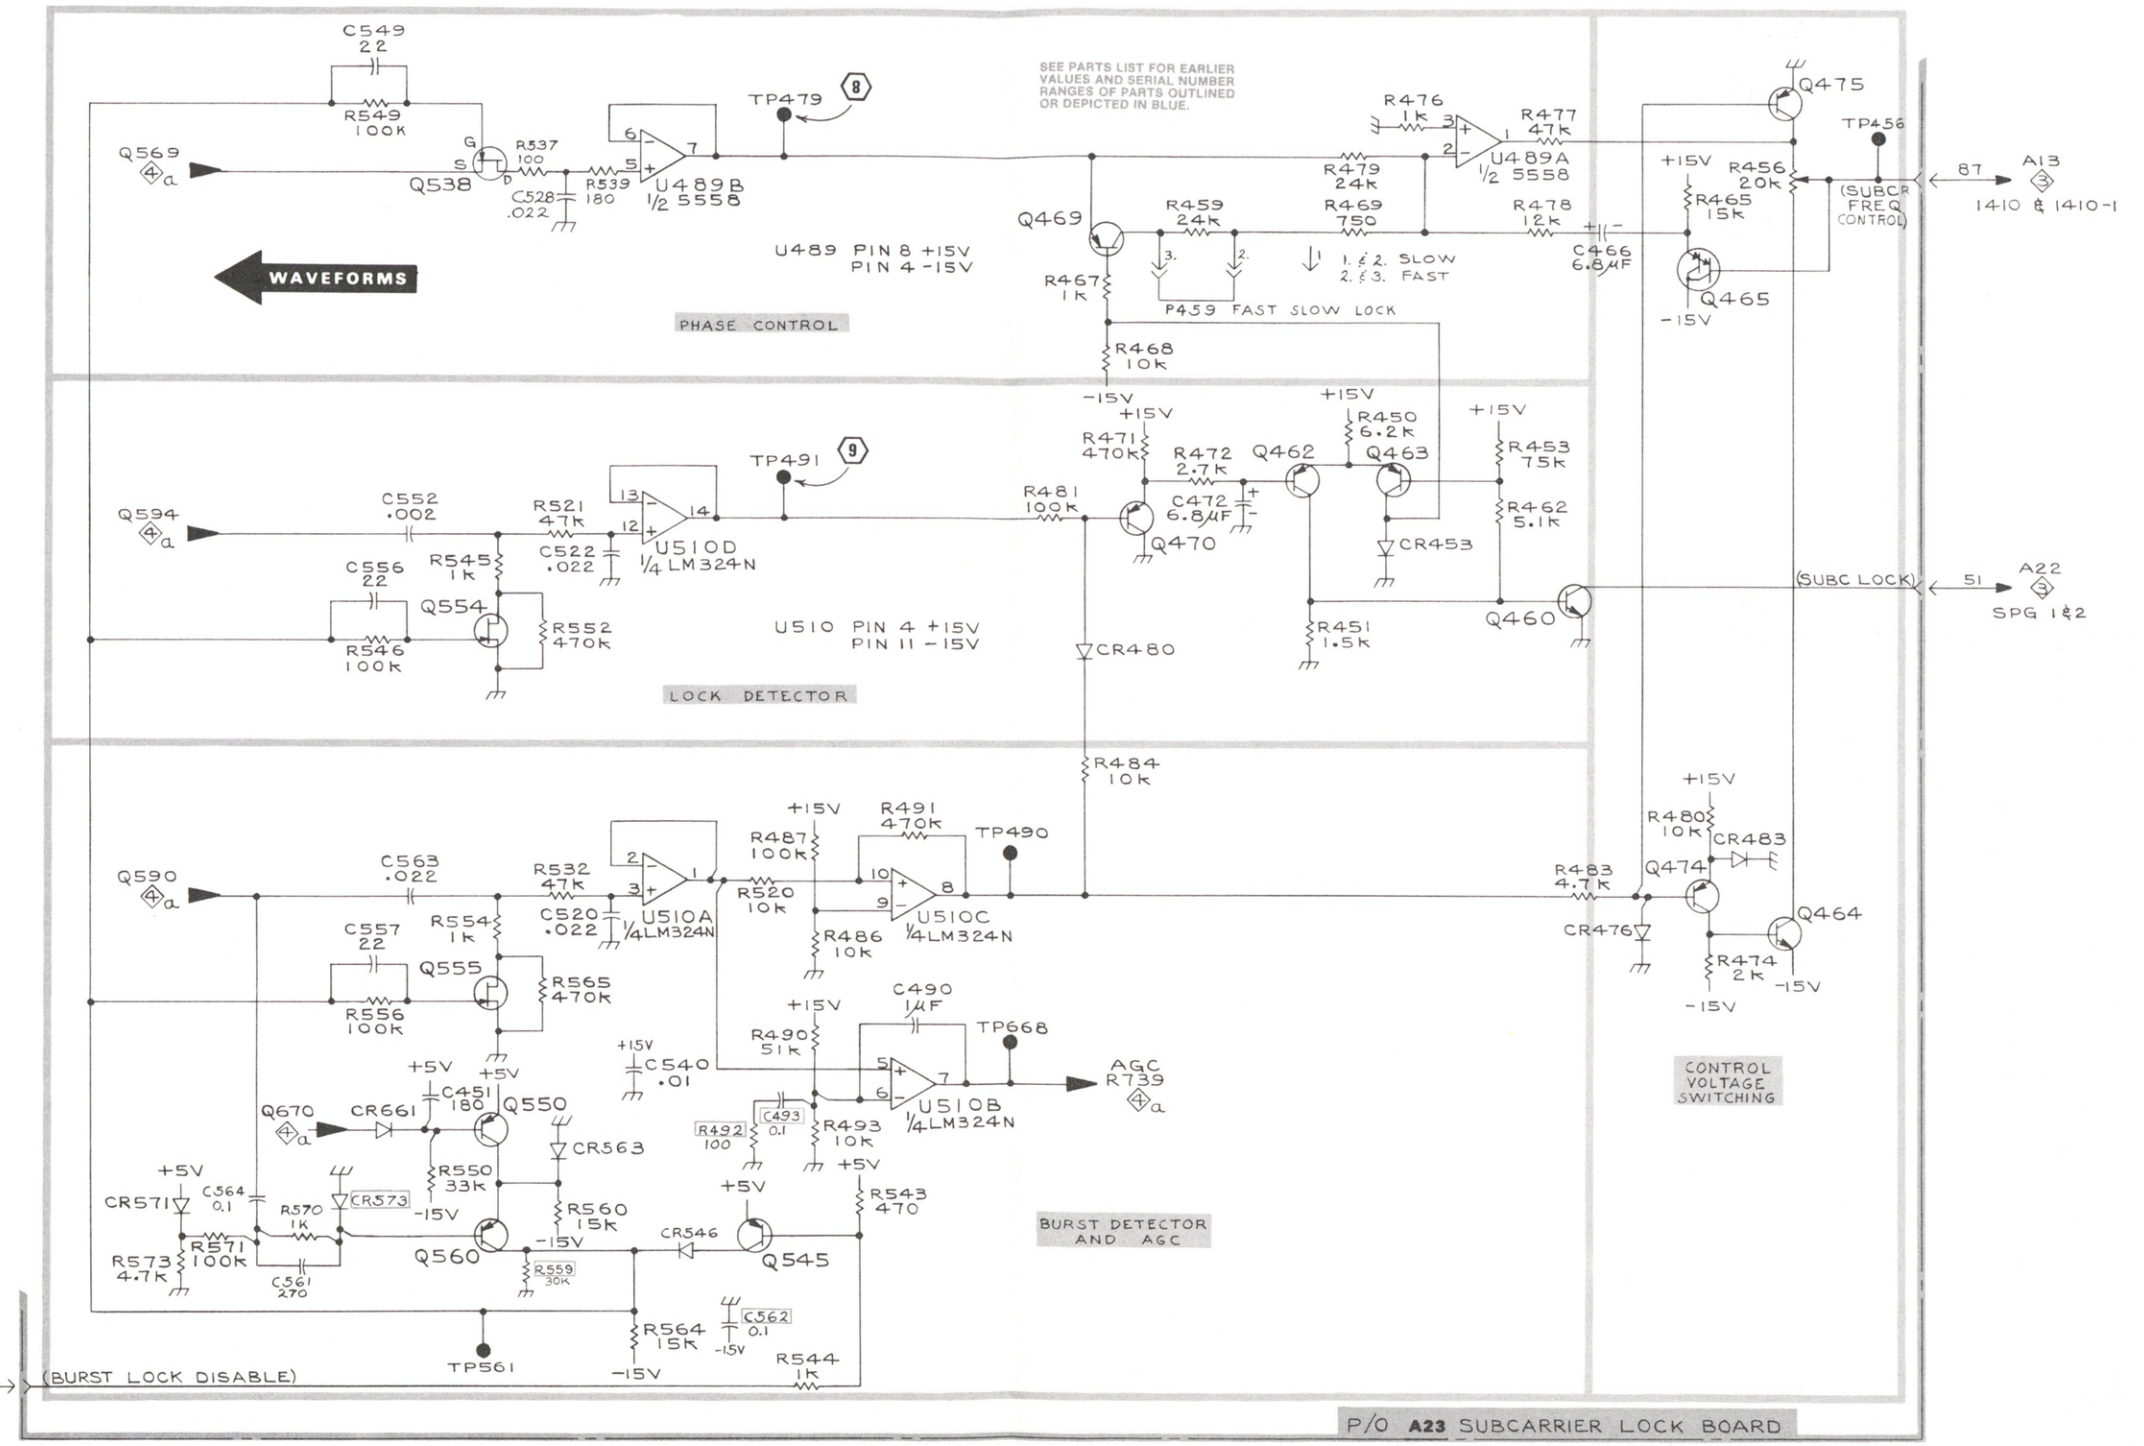 C549
22
R549
100K
Q569
4
a
G
S
D
Q538
R537
100
C528
.022
R539
180
6
5
7
U489B
1/2 5558
TP479
8
SEE PARTS LIST FOR EARLIER
VALUES AND SERIAL NUMBER
RANGES OF PARTS OUTLINED
OR DEPICTED IN BLUE.
R476
1K
3
2
1
U489A
1/2 5558
R477
47K
R479
24K
Q475
TP456
+15V
R456
20K
R465
15K
(SUBCR
FREQ
CONTROL)
87
A13
3
1410 & 1410-1
Q469
R459
24K
R469
750
R478
12K
C466
6.8µF
Q465
-15V
3.
2.
1. & 2. SLOW
2. & 3. FAST
P459 FAST SLOW LOCK
R467
1K
U489 PIN 8 +15V
PIN 4 -15V
WAVEFORMS
PHASE CONTROL
R468
10K
-15V
+15V
R471
470K
R472
2.7K
Q462
+15V
R450
6.2K
Q463
+15V
R453
75K
R462
5.1K
C472
6.8µF
Q470
CR453
R481
100K
TP491
9
Q594
4
a
C552
.002
R521
47K
13
12
14
U510D
1/4 LM324N
C522
.022
R545
1K
C556
22
Q554
R546
100K
R552
470K
U510 PIN 4 +15V
PIN 11 -15V
LOCK DETECTOR
CR480
R451
1.5K
Q460
(SUBC LOCK)
51
A22
3
SPG 1&2
R484
10K
Q590
4
a
C563
.022
R532
47K
2
3
1
U510A
1/4 LM324N
C520
.022
R554
1K
C557
22
Q555
R556
100K
R565
470K
+15V
R487
100K
R520
10K
R491
470K
10
9
8
U510C
1/4 LM324N
R486
10K
TP490
R483
4.7K
+15V
R480
10K
CR483
Q474
CR476
R474
2K
-15V
Q464
-15V
+15V
R490
51K
C490
1µF
5
6
7
U510B
1/4 LM324N
TP668
AGC
R739
4
a
C493
0.1
R492
100
R493
10K
+15V
C540
.01
CONTROL
VOLTAGE
SWITCHING
+5V
C451
180
+5V
Q550
Q670
4
a
CR661
CR563
R550
33K
-15V
R560
15K
-15V
+5V
CR571
C564
0.1
R570
1K
CR573
R571
100K
R573
4.7K
C561
270
Q560
R559
30K
CR546
+5V
Q545
+5V
R543
470
BURST DETECTOR
AND AGC
R564
15K
-15V
C562
0.1
-15V
R544
1K
TP561
(BURST LOCK DISABLE)
P/O A23 SUBCARRIER LOCK BOARD